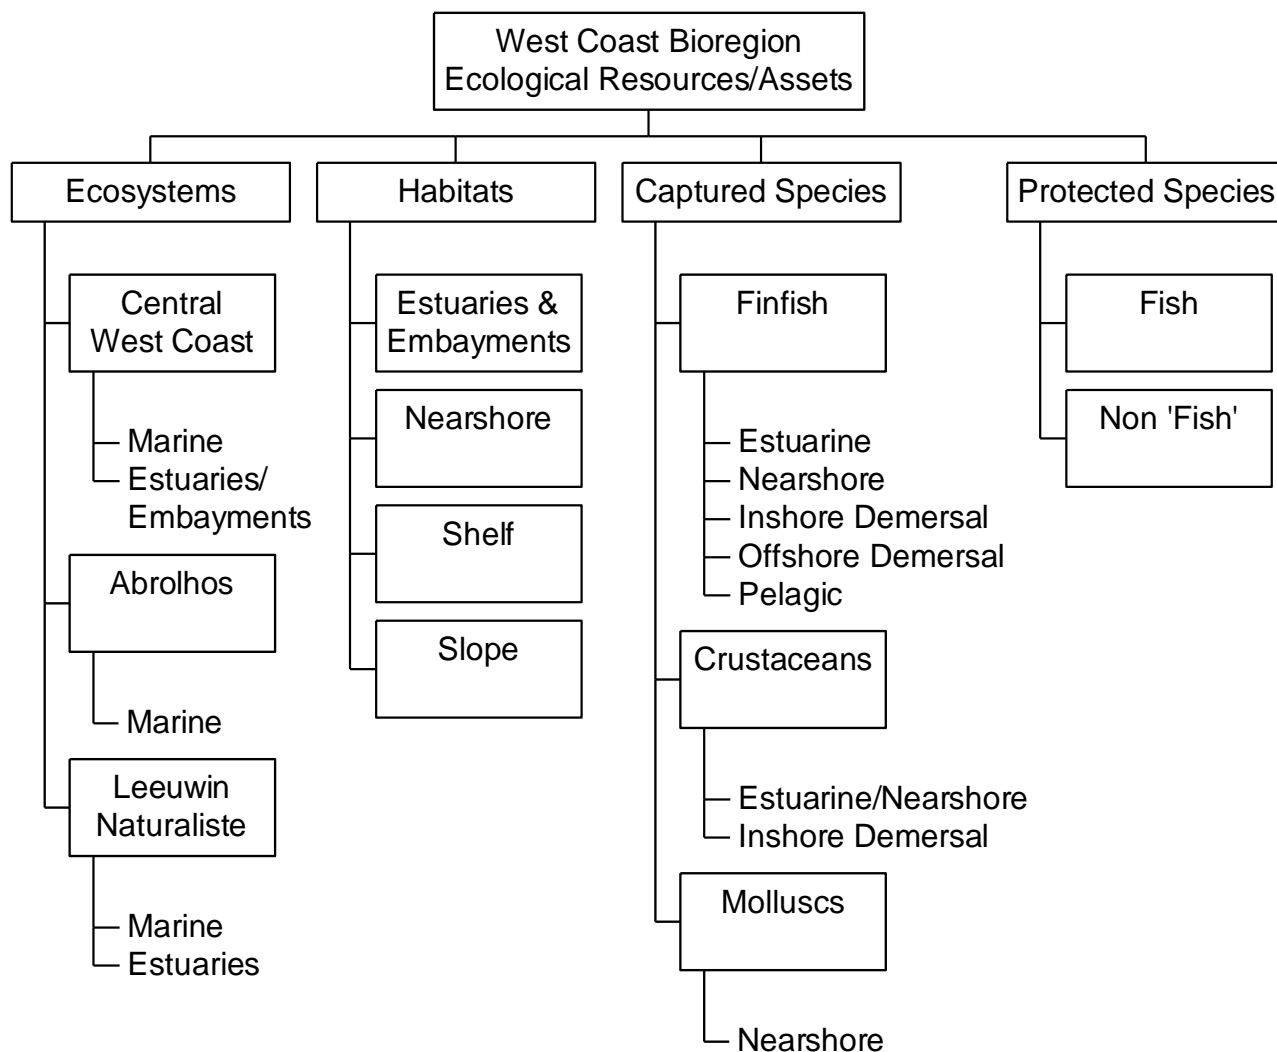 West Coast Bioregion
Ecological Resources/Assets
Ecosystems
Central
West Coast
Marine
Estuaries/
Embayments
Abrolhos
Marine
Leeuwin
Naturaliste
Marine
Estuaries
Habitats
Estuaries &
Embayments
Nearshore
Shelf
Slope
Captured Species
Finfish
Estuarine
Nearshore
Inshore Demersal
Offshore Demersal
Pelagic
Crustaceans
Estuarine/Nearshore
Inshore Demersal
Molluscs
Nearshore
Protected Species
Fish
Non 'Fish'